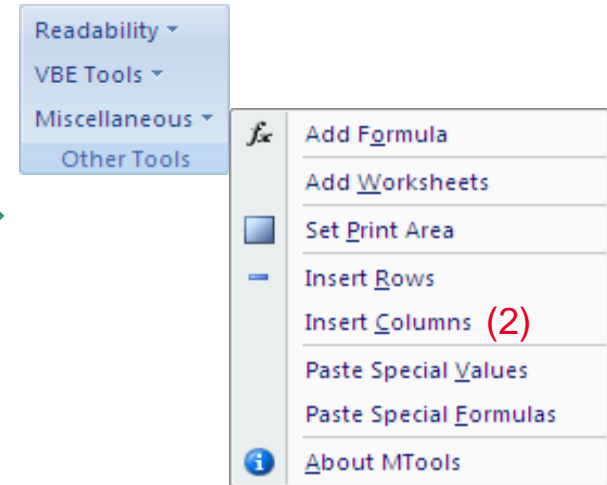 Readability
VBE Tools
Miscellaneous
Other Tools
fx Add Formula
Add Worksheets
Set Print Area
Insert Rows
Insert Columns (2)
Paste Special Values
Paste Special Formulas
About MTools